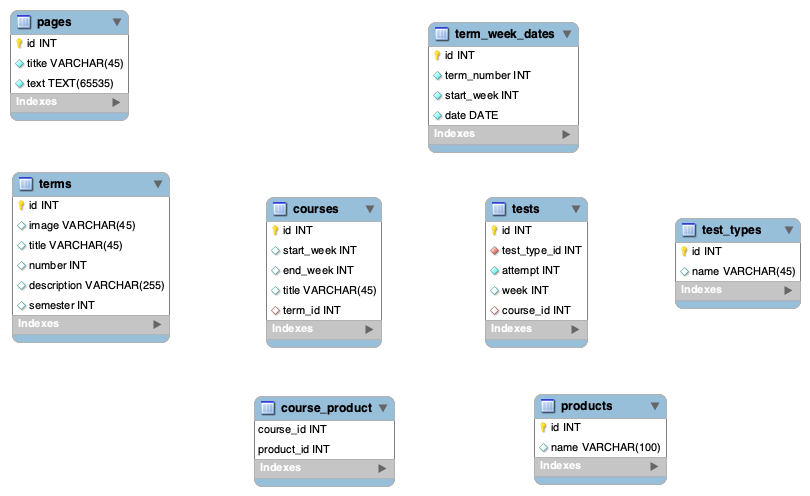 pages
id INT
titke VARCHAR(45)
text TEXT(65535)
Indexes
term_week_dates
id INT
term_number INT
start_week INT
date DATE
Indexes
terms
id INT
image VARCHAR(45)
title VARCHAR(45)
number INT
description VARCHAR(255)
semester INT
Indexes
courses
id INT
start_week INT
end_week INT
title VARCHAR(45)
term_id INT
Indexes
tests
id INT
test_type_id INT
attempt INT
week INT
course_id INT
Indexes
test_types
id INT
name VARCHAR(45)
Indexes
course_product
course_id INT
product_id INT
Indexes
products
id INT
name VARCHAR(100)
Indexes